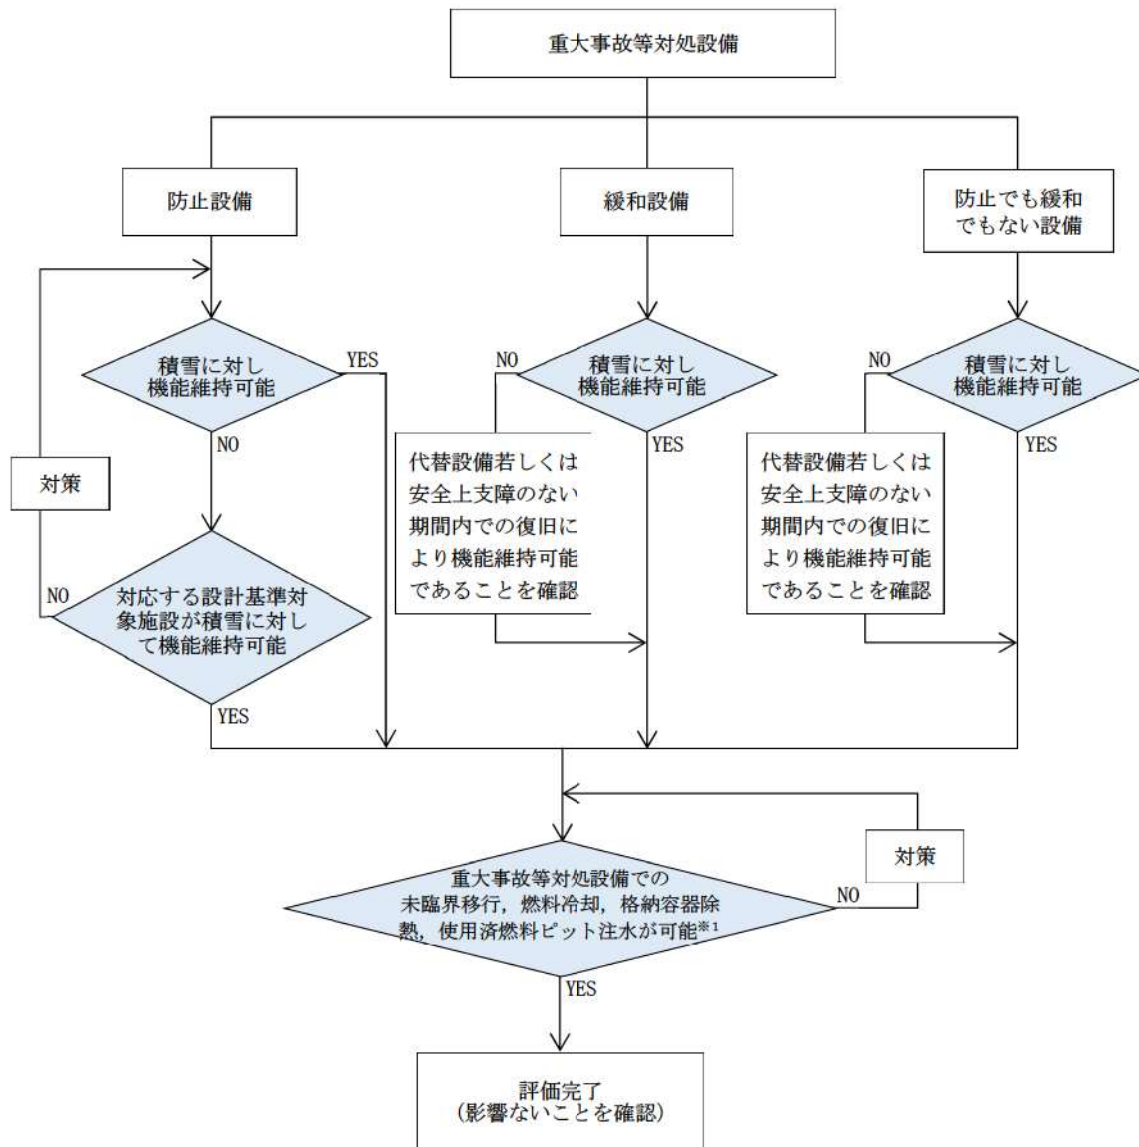 重大事故等対処設備
防止設備
緩和設備
防止でも緩和
でもない設備
積雪に対し
機能維持可能
YES
NO
積雪に対し
機能維持可能
NO
YES
積雪に対し
機能維持可能
NO
YES
対策
代替設備若しくは
安全上支障のない
期間内での復旧に
より機能維持可能
であることを確認
代替設備若しくは
安全上支障のない
期間内での復旧に
より機能維持可能
であることを確認
対応する設計基準対
象施設が積雪に対し
て機能維持可能
NO
YES
対策
重大事故等対処設備での
未臨界移行，燃料冷却，格納容器除
熱，使用済燃料ピット注水が可能※1
NO
YES
評価完了
（影響ないことを確認）